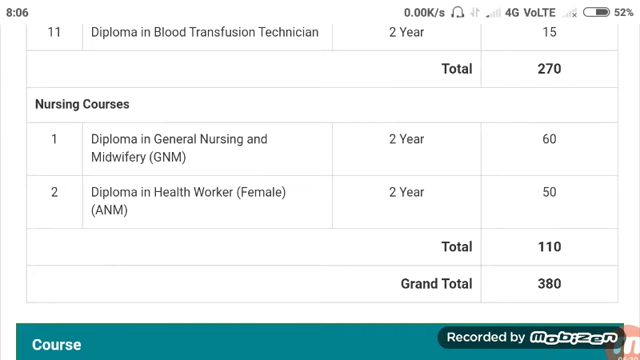 8:06 0.00K/s 4G VoLTE 52%
11 Diploma in Blood Transfusion Technician 2 Year 15
Total 270
Nursing Courses
1 Diploma in General Nursing and Midwifery (GNM) 2 Year 60
2 Diploma in Health Worker (Female) (ANM) 2 Year 50
Total 110
Grand Total 380
Course
Recorded by mobizen